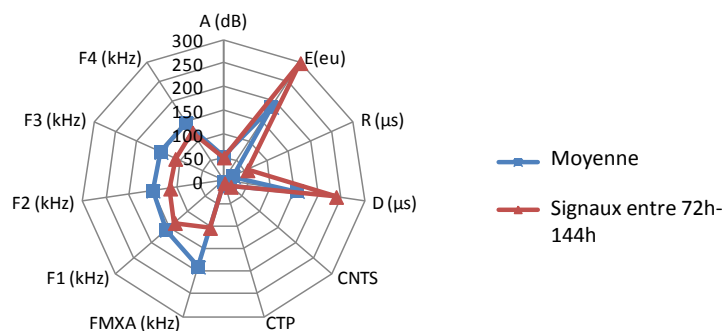 A (dB)
E(eu)
R (µs)
D (µs)
CNTS
CTP
FMXA (kHz)
F1 (kHz)
F2 (kHz)
F3 (kHz)
F4 (kHz)
300
250
200
150
100
50
0
Moyenne
Signaux entre 72h-
144h